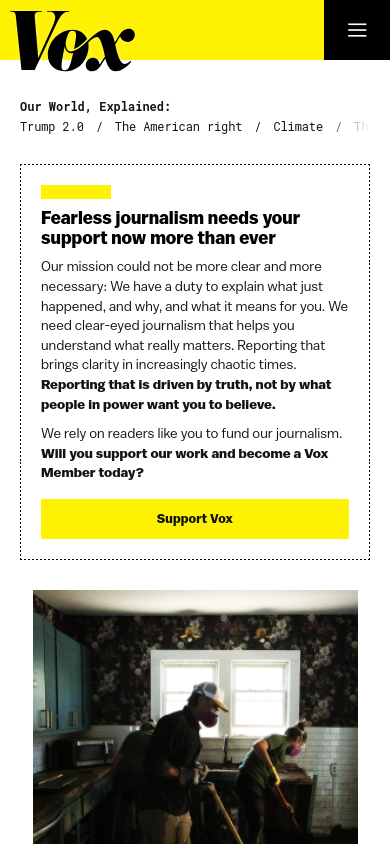 Vox
Our World, Explained:
Trump 2.0 / The American right / Climate / Th
Fearless journalism needs your
support now more than ever
Our mission could not be more clear and more
necessary: We have a duty to explain what just
happened, and why, and what it means for you. We
need clear-eyed journalism that helps you
understand what really matters. Reporting that
brings clarity in increasingly chaotic times.
Reporting that is driven by truth, not by what
people in power want you to believe.
We rely on readers like you to fund our journalism.
Will you support our work and become a Vox
Member today?
Support Vox